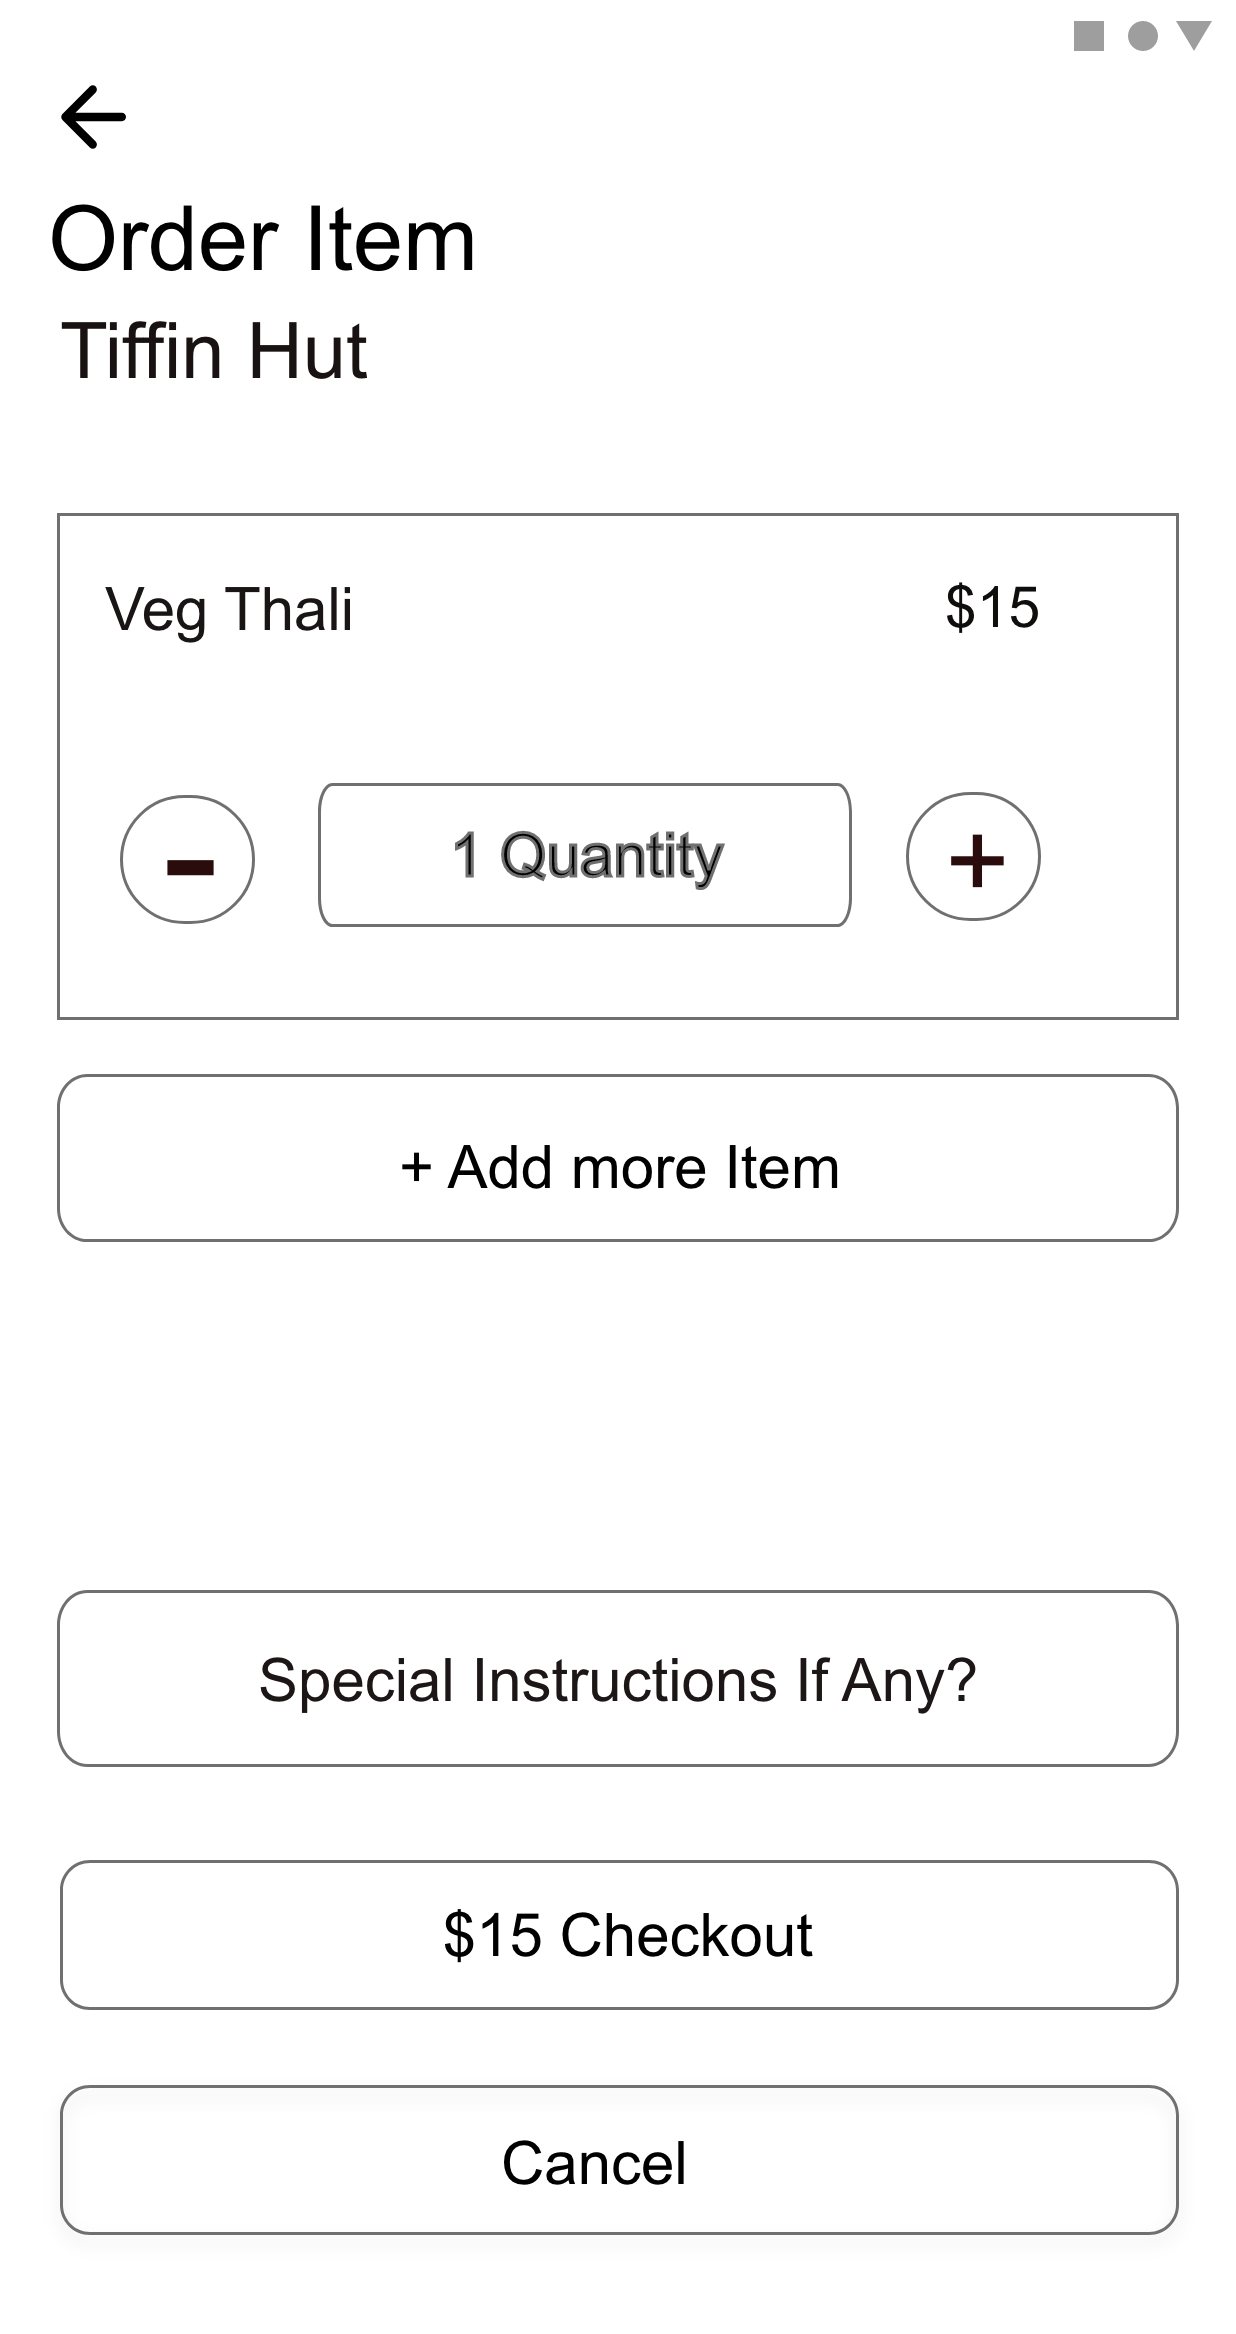 Order Item
Tiffin Hut
Veg Thali $15
- 1 Quantity +
+ Add more Item
Special Instructions If Any?
$15 Checkout
Cancel